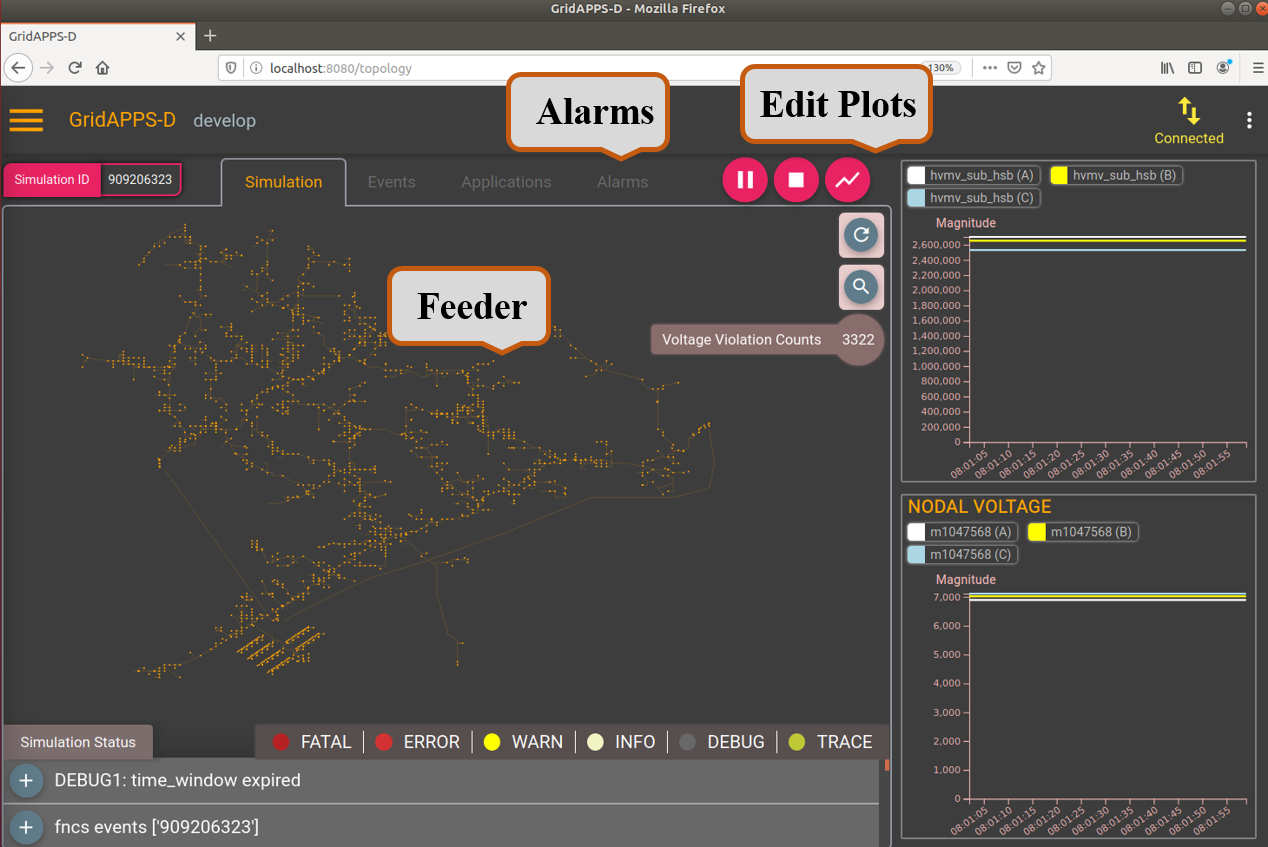 GridAPPS-D - Mozilla Firefox
GridAPPS-D
localhost:8080/topology
130%
Alarms
Edit Plots
GridAPPS-D develop
Connected
Simulation ID 909206323
Simulation Events Applications Alarms
Feeder
Voltage Violation Counts 3322
hvmv_sub_hsb (A) hvmv_sub_hsb (B)
hvmv_sub_hsb (C)
Magnitude
2,600,000
2,400,000
2,200,000
2,000,000
1,800,000
1,600,000
1,400,000
1,200,000
1,000,000
800,000
600,000
400,000
200,000
0
08:01:05 08:01:10 08:01:15 08:01:20 08:01:25 08:01:30 08:01:35 08:01:40 08:01:45 08:01:50 08:01:55
NODAL VOLTAGE
m1047568 (A) m1047568 (B)
m1047568 (C)
Magnitude
7,000
6,000
5,000
4,000
3,000
2,000
1,000
0
08:01:05 08:01:10 08:01:15 08:01:20 08:01:25 08:01:30 08:01:35 08:01:40 08:01:45 08:01:50 08:01:55
Simulation Status FATAL ERROR WARN INFO DEBUG TRACE
DEBUG1: time_window expired
fncs events ['909206323']